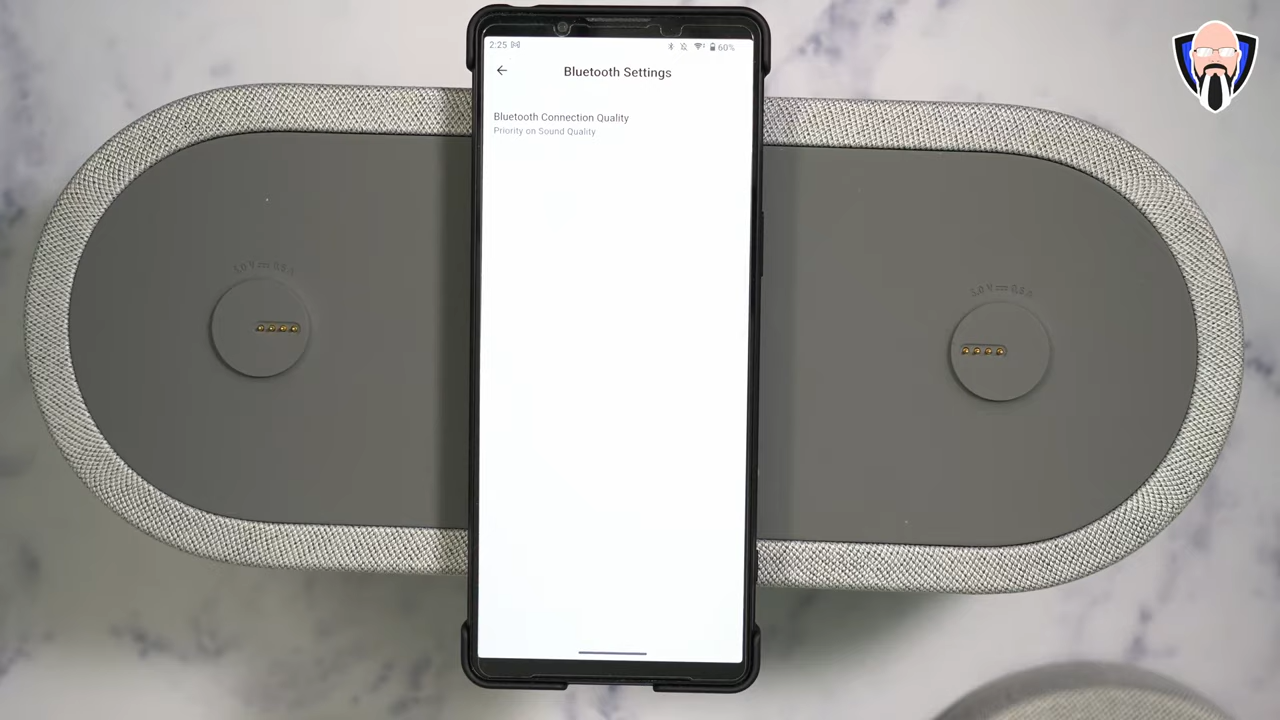 2:25
60%
Bluetooth Settings
Bluetooth Connection Quality
Priority on Sound Quality